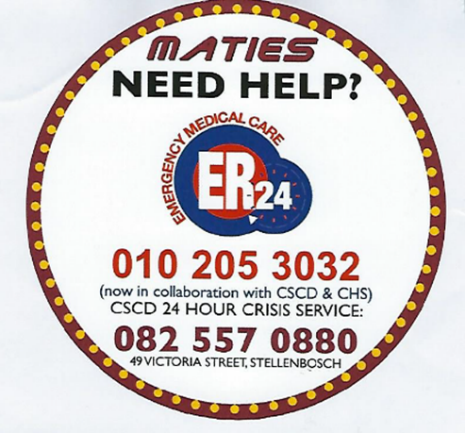 MATIES
NEED HELP?
EMERGENCY MEDICAL CARE
ER24
010 205 3032
(now in collaboration with CSCD & CHS)
CSCD 24 HOUR CRISIS SERVICE:
082 557 0880
49 VICTORIA STREET, STELLENBOSCH